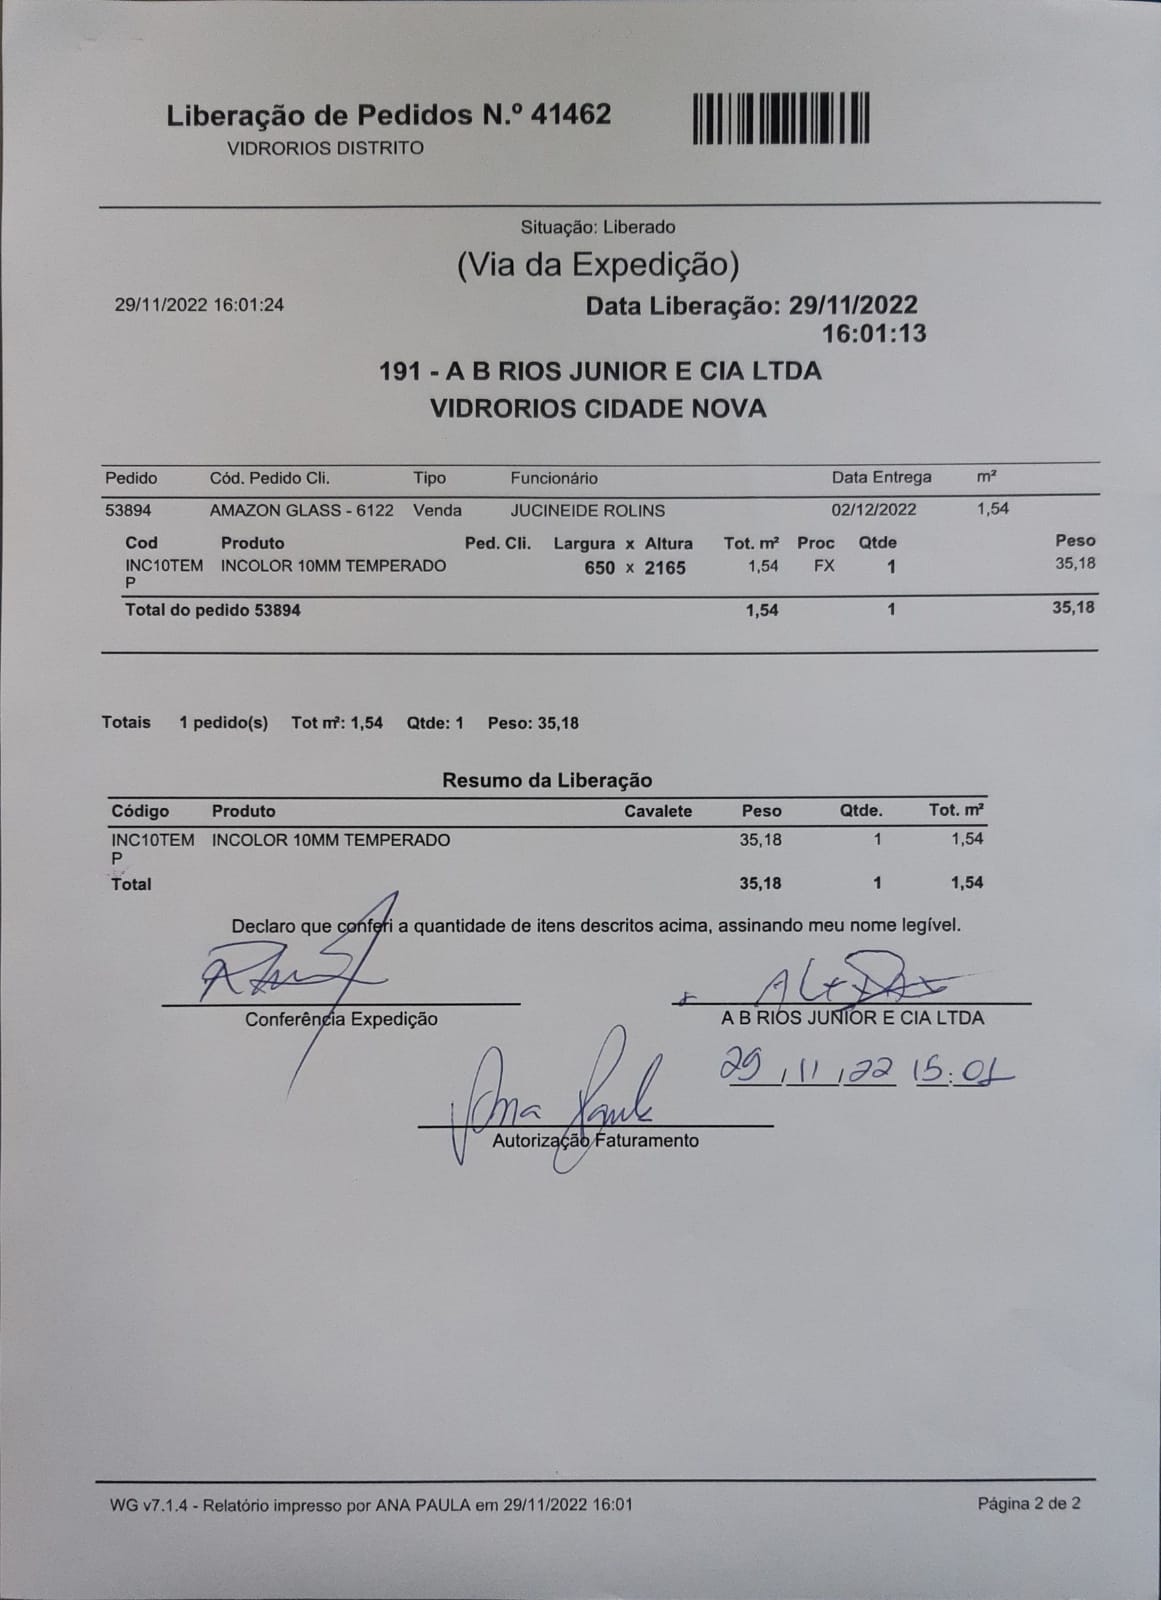 Liberação de Pedidos N.º 41462
VIDRORIOS DISTRITO
Situação: Liberado
(Via da Expedição)
29/11/2022 16:01:24 Data Liberação: 29/11/2022
16:01:13
191 - A B RIOS JUNIOR E CIA LTDA
VIDRORIOS CIDADE NOVA
Pedido Cód. Pedido Cli. Tipo Funcionário Data Entrega m²
53894 AMAZON GLASS - 6122 Venda JUCINEIDE ROLINS 02/12/2022 1,54
Cod Produto Ped. Cli. Largura x Altura Tot. m² Proc Qtde Peso
INC10TEM INCOLOR 10MM TEMPERADO 650 x 2165 1,54 FX 1 35,18
P
Total do pedido 53894 1,54 1 35,18
Totais 1 pedido(s) Tot m²: 1,54 Qtde: 1 Peso: 35,18
Resumo da Liberação
Código Produto Cavalete Peso Qtde. Tot. m²
INC10TEM INCOLOR 10MM TEMPERADO 35,18 1 1,54
P
Total 35,18 1 1,54
Declaro que conferi a quantidade de itens descritos acima, assinando meu nome legível.
Conferência Expedição A B RIOS JUNIOR E CIA LTDA
29/11/22 15:01
Ana Paula
Autorização Faturamento
WG v7.1.4 - Relatório impresso por ANA PAULA em 29/11/2022 16:01 Página 2 de 2